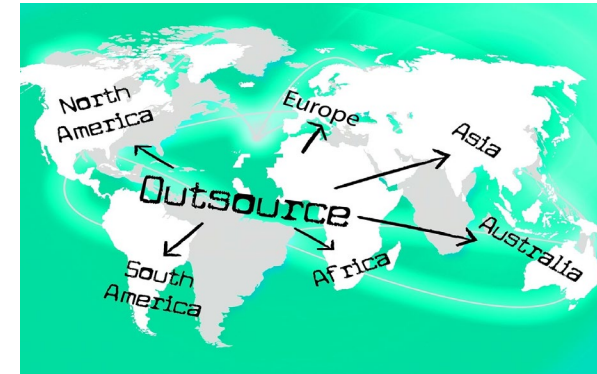 North
America
Europe
Asia
Outsource
Australia
South
America
Africa